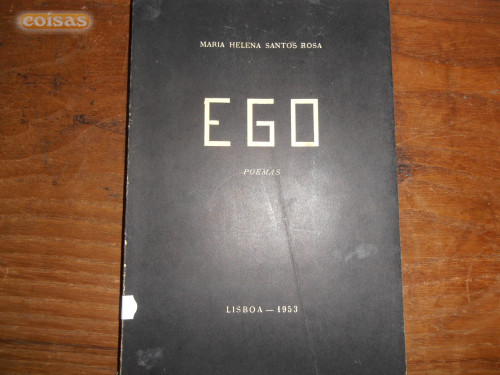 coisas
MARIA HELENA SANTOS ROSA
EGO
POEMAS
LISBOA — 1953